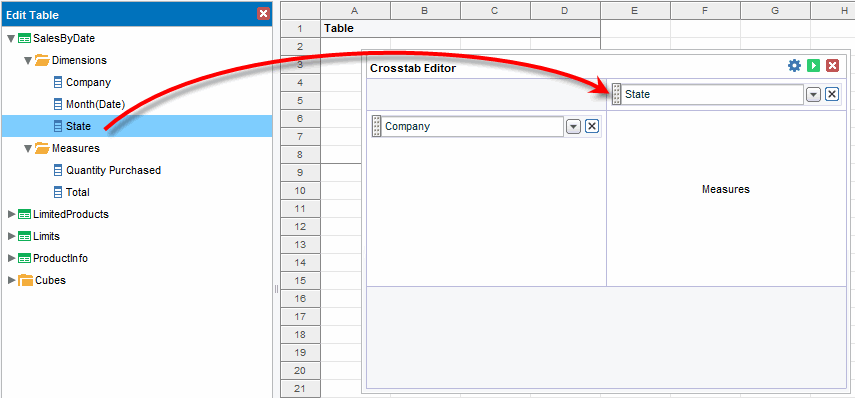 Edit Table
SalesByDate
Dimensions
Company
Month(Date)
State
Measures
Quantity Purchased
Total
LimitedProducts
Limits
ProductInfo
Cubes
A B C D E F G H
1 Table
2
3
4
5
6
7
8
9
10
11
12
13
14
15
16
17
18
19
20
21
Crosstab Editor
State
Company
Measures